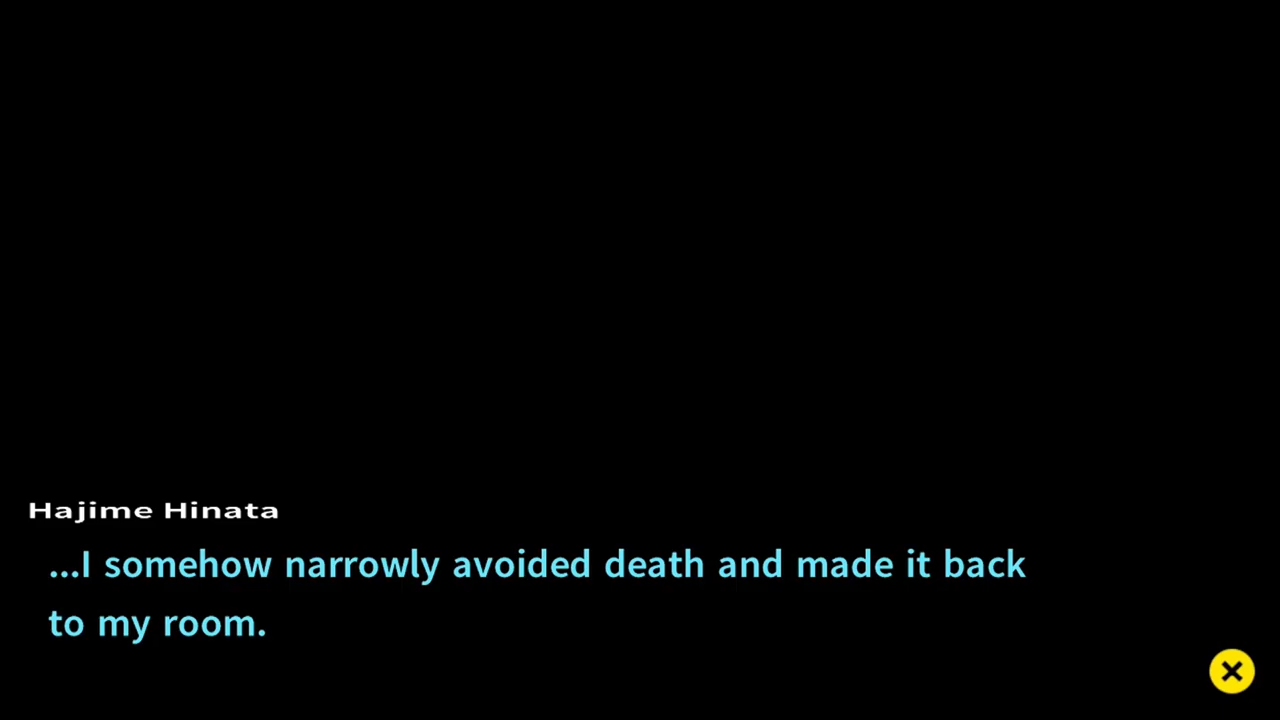 Hajime Hinata
...I somehow narrowly avoided death and made it back
to my room.